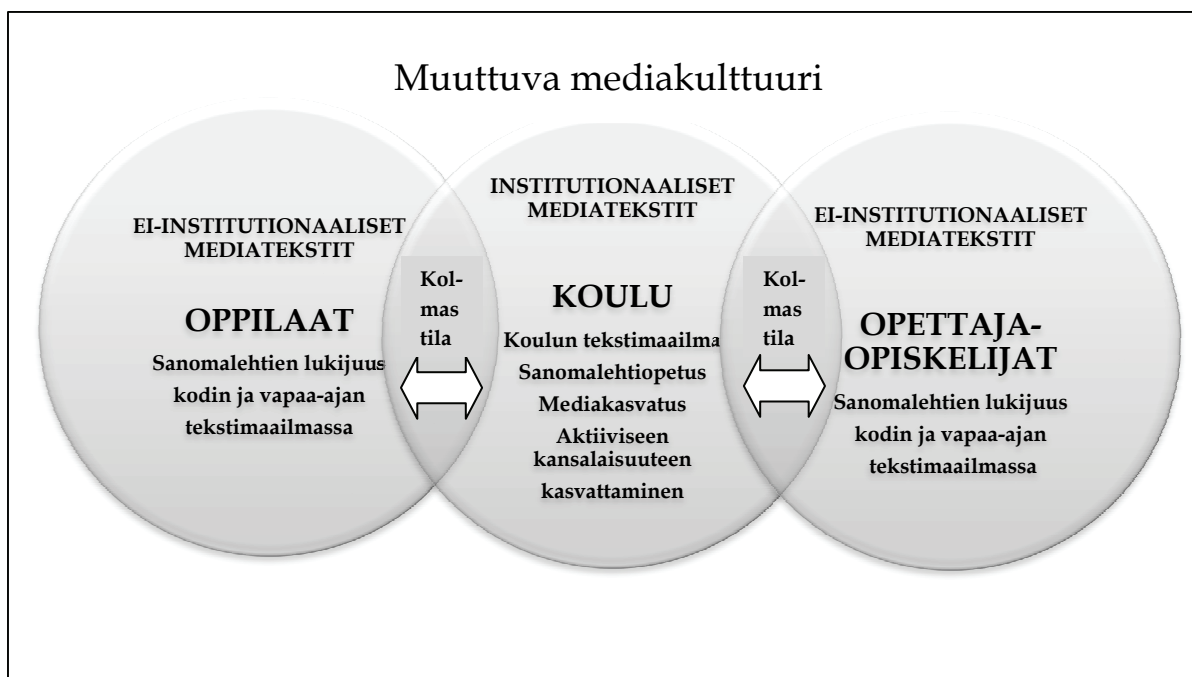 Muuttuva mediakulttuuri
EI-INSTITUTIONAALISET
MEDIATEKSTIT
OPPILAAT
Sanomalehtien lukijuus
kodin ja vapaa-ajan
tekstimaailmassa
Kol-
mas
tila
INSTITUTIONAALISET
MEDIATEKSTIT
KOULU
Koulun tekstimaailma
Sanomalehtiopetus
Mediakasvatus
Aktiiviseen
kansalaisuuteen
kasvattaminen
Kol-
mas
tila
EI-INSTITUTIONAALISET
MEDIATEKSTIT
OPETTAJA-
OPISKELIJAT
Sanomalehtien lukijuus
kodin ja vapaa-ajan
tekstimaailmassa